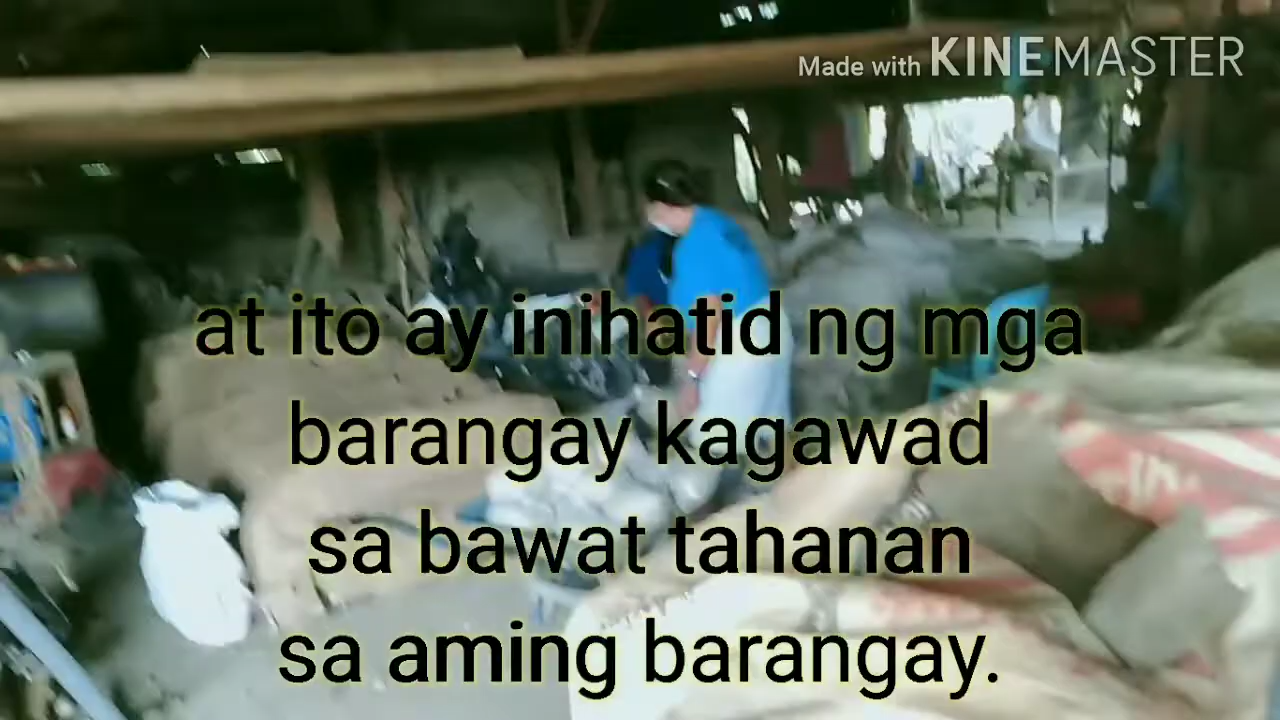 Made with KINEMASTER
at ito ay inihatid ng mga
barangay kagawad
sa bawat tahanan
sa aming barangay.